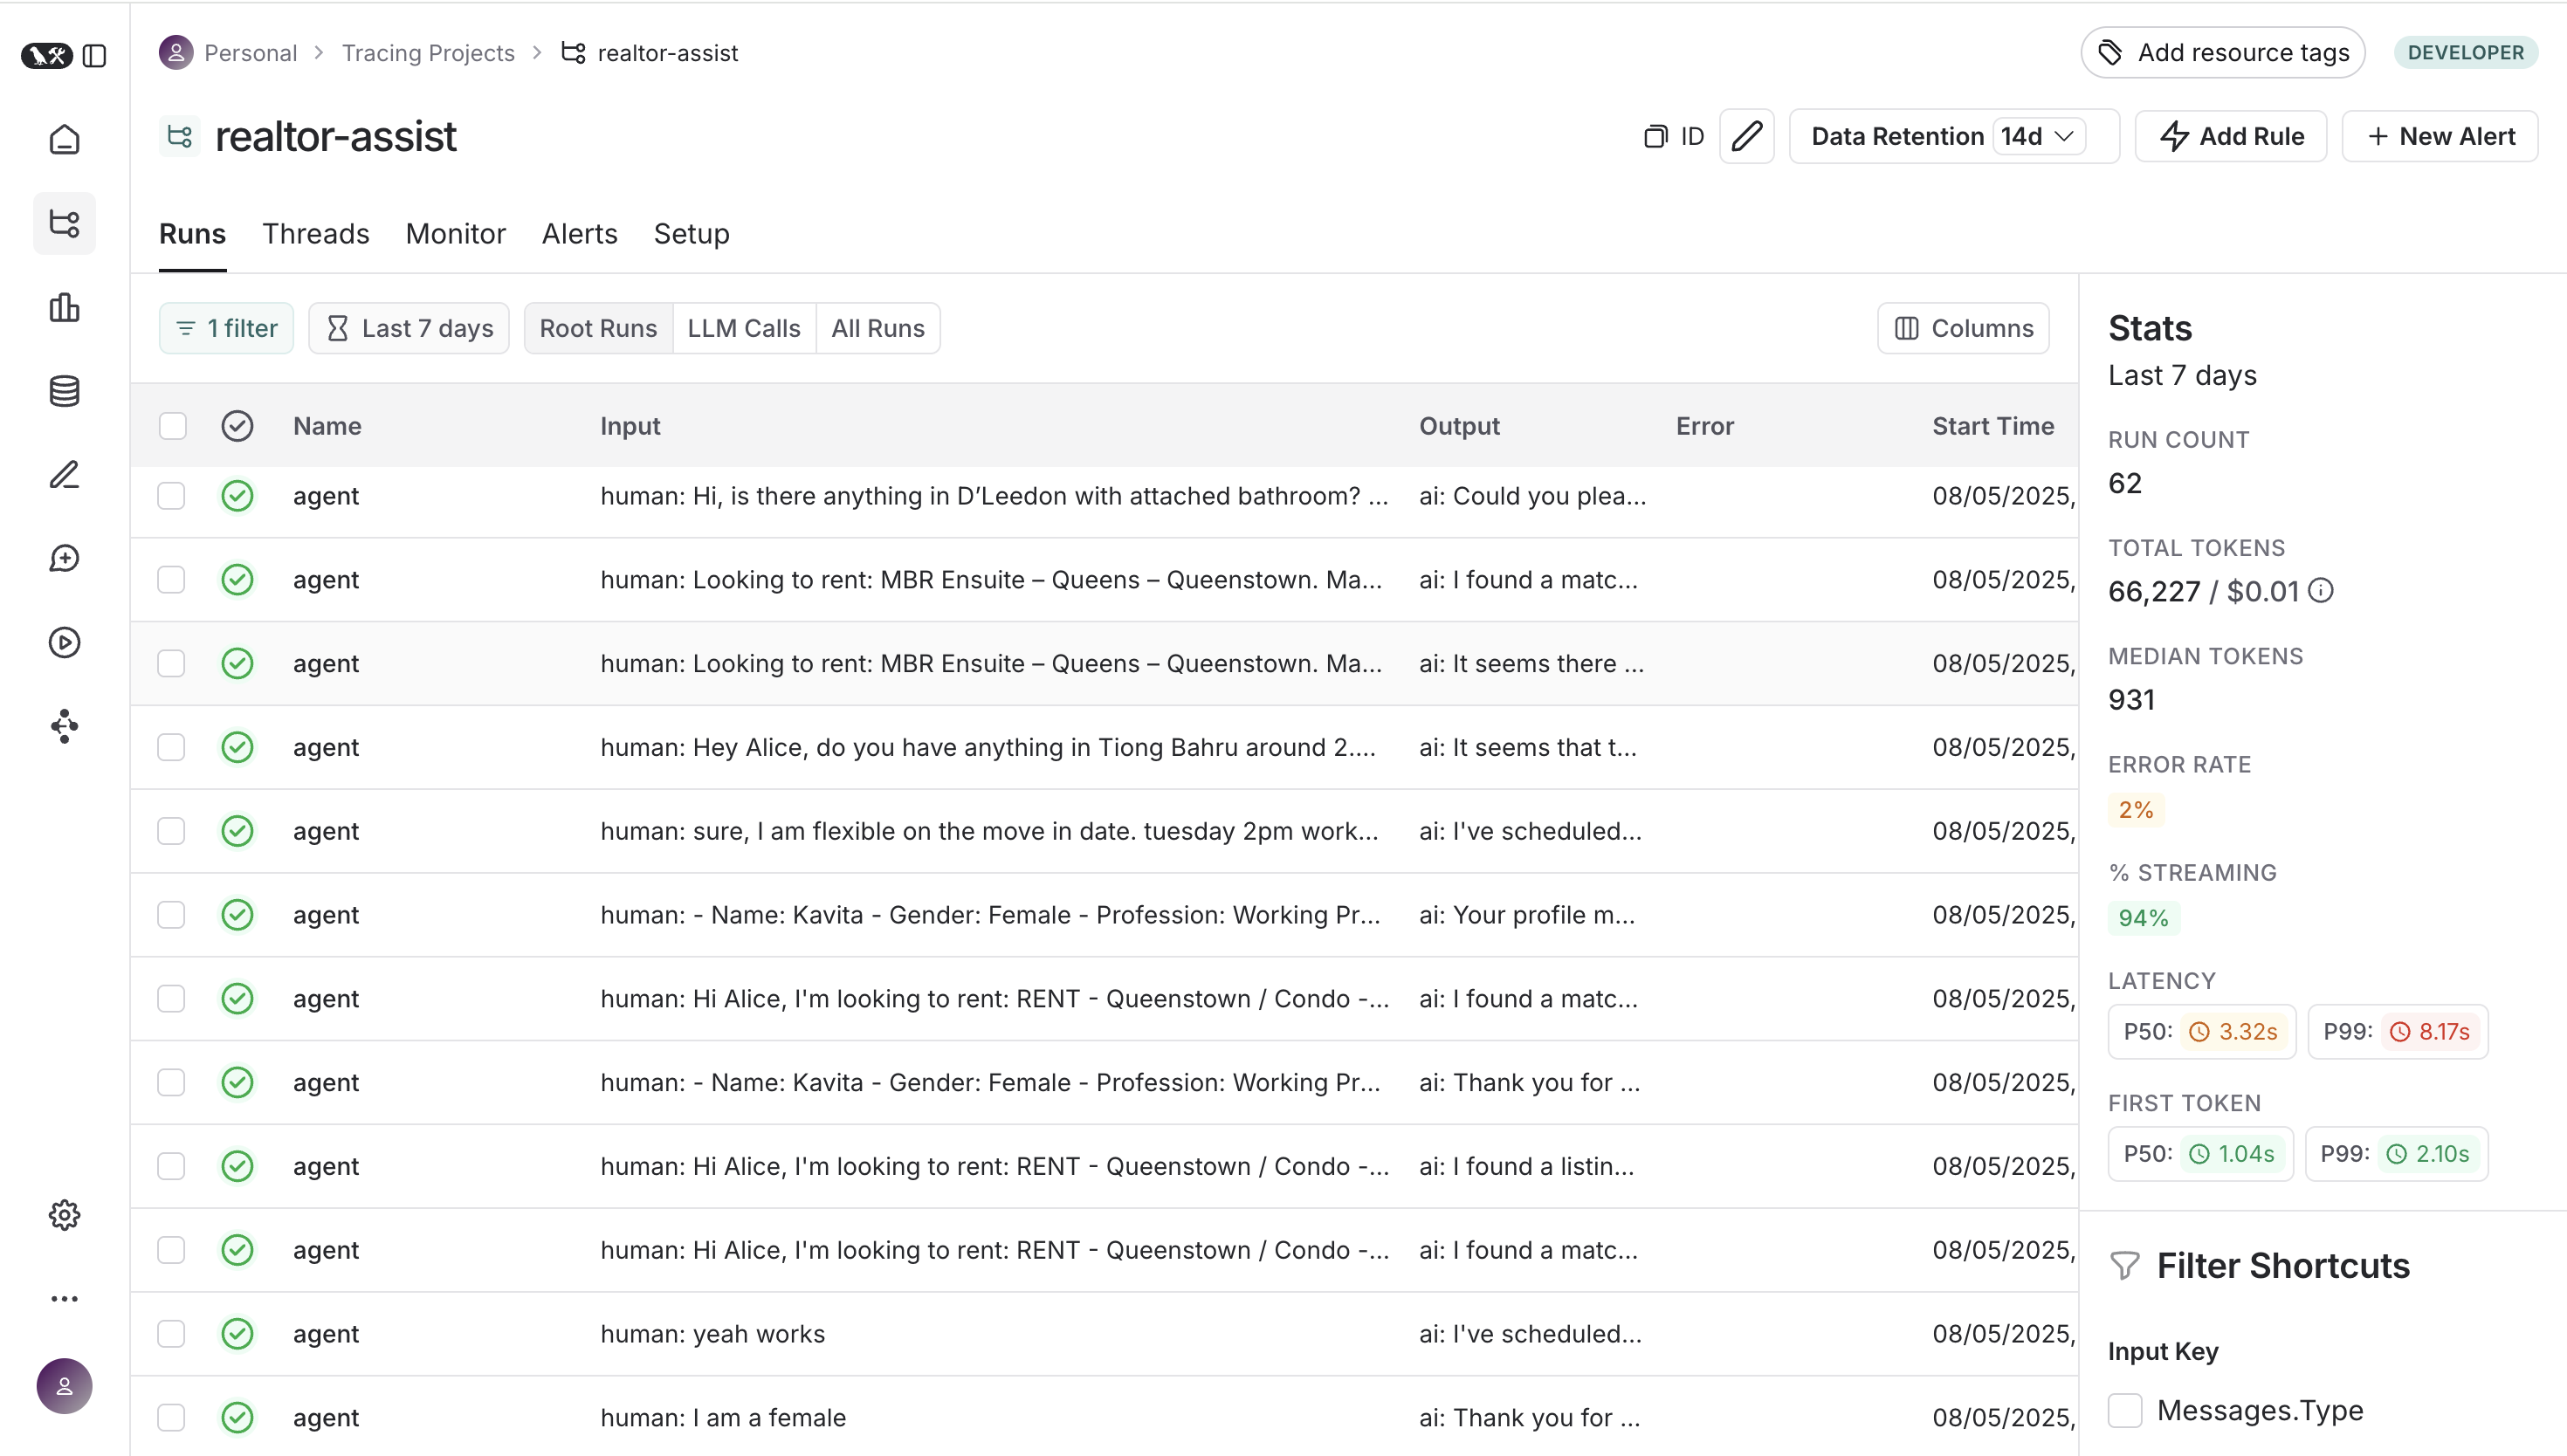 Personal > Tracing Projects > realtor-assist
Add resource tags
DEVELOPER
realtor-assist
ID
Data Retention 14d
Add Rule
+ New Alert
Runs Threads Monitor Alerts Setup
1 filter
Last 7 days
Root Runs LLM Calls All Runs
Columns
Name Input Output Error Start Time
agent human: Hi, is there anything in D’Leedon with attached bathroom? ... ai: Could you plea... 08/05/2025,
agent human: Looking to rent: MBR Ensuite – Queens – Queenstown. Ma... ai: I found a matc... 08/05/2025,
agent human: Looking to rent: MBR Ensuite – Queens – Queenstown. Ma... ai: It seems there ... 08/05/2025,
agent human: Hey Alice, do you have anything in Tiong Bahru around 2.... ai: It seems that t... 08/05/2025,
agent human: sure, I am flexible on the move in date. tuesday 2pm work... ai: I've scheduled... 08/05/2025,
agent human: - Name: Kavita - Gender: Female - Profession: Working Pr... ai: Your profile m... 08/05/2025,
agent human: Hi Alice, I'm looking to rent: RENT - Queenstown / Condo -... ai: I found a matc... 08/05/2025,
agent human: - Name: Kavita - Gender: Female - Profession: Working Pr... ai: Thank you for ... 08/05/2025,
agent human: Hi Alice, I'm looking to rent: RENT - Queenstown / Condo -... ai: I found a listin... 08/05/2025,
agent human: Hi Alice, I'm looking to rent: RENT - Queenstown / Condo -... ai: I found a matc... 08/05/2025,
agent human: yeah works ai: I've scheduled... 08/05/2025,
agent human: I am a female ai: Thank you for ... 08/05/2025,
Stats
Last 7 days
RUN COUNT
62
TOTAL TOKENS
66,227 / $0.01
MEDIAN TOKENS
931
ERROR RATE
2%
% STREAMING
94%
LATENCY
P50: 3.32s P99: 8.17s
FIRST TOKEN
P50: 1.04s P99: 2.10s
Filter Shortcuts
Input Key
Messages.Type